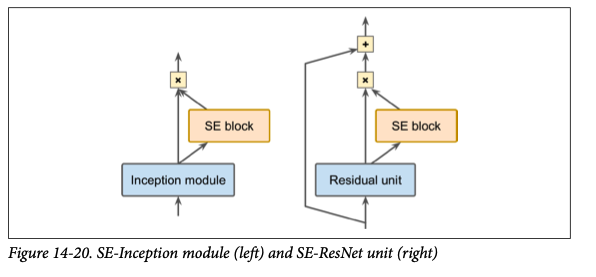 +
×
×
SE block
SE block
Inception module
Residual unit
Figure 14-20. SE-Inception module (left) and SE-ResNet unit (right)